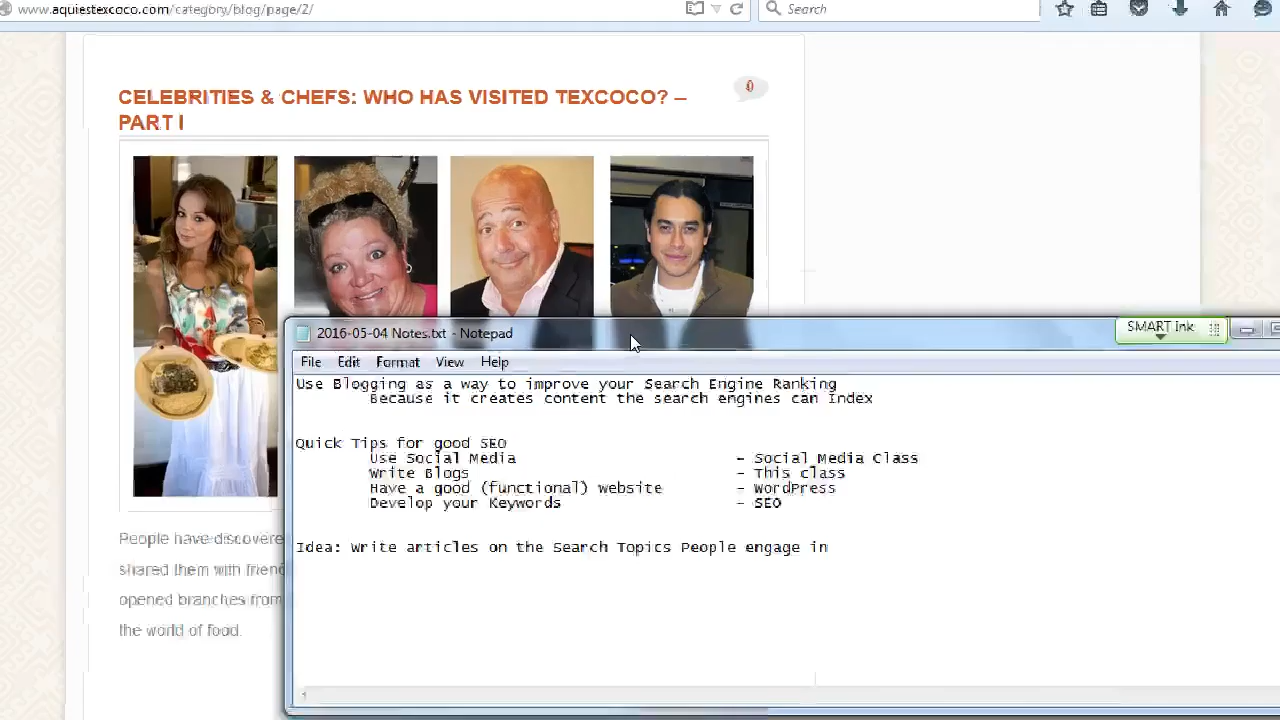 www.aquiestexcoco.com/category/blog/page/2/
Search
CELEBRITIES & CHEFS: WHO HAS VISITED TEXCOCO? –
PART I
0
2016-05-04 Notes.txt - Notepad
SMART Ink
File Edit Format View Help
Use Blogging as a way to improve your Search Engine Ranking
Because it creates content the search engines can Index
Quick Tips for good SEO
Use Social Media - Social Media Class
Write Blogs - This class
Have a good (functional) website - WordPress
Develop your Keywords - SEO
Idea: Write articles on the Search Topics People engage in
People have discovere
shared them with friend
opened branches from
the world of food.